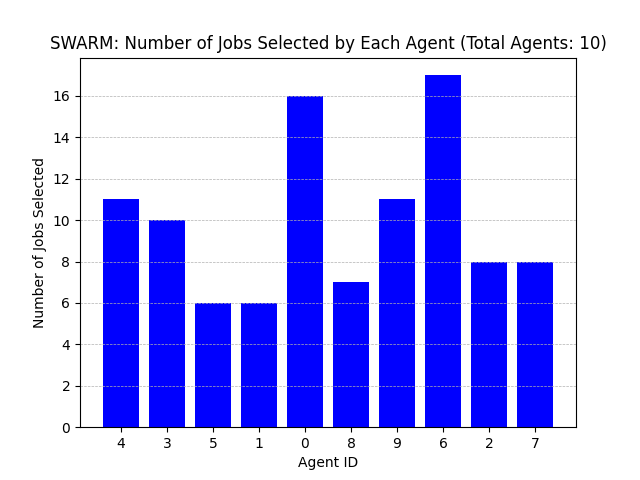 SWARM: Number of Jobs Selected by Each Agent (Total Agents: 10)
Number of Jobs Selected
16
14
12
10
8
6
4
2
0
4 3 5 1 0 8 9 6 2 7
Agent ID